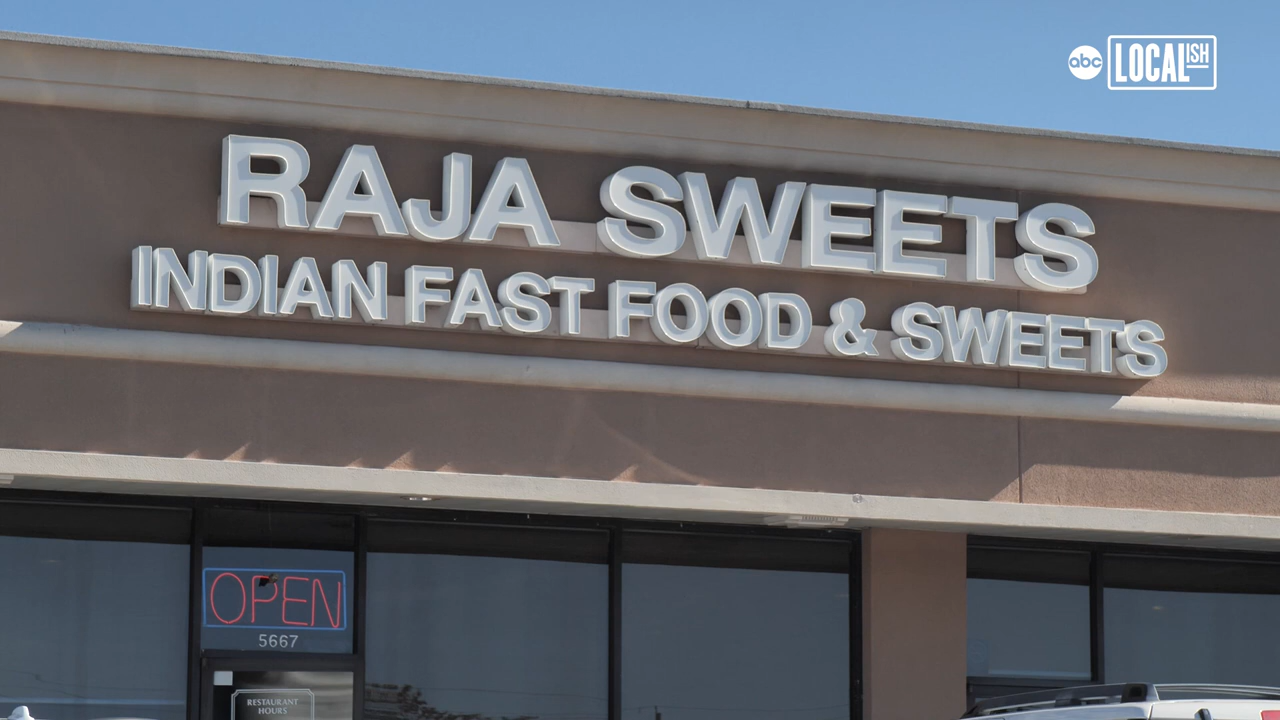 abc LOCALISH
RAJA SWEETS
INDIAN FAST FOOD & SWEETS
OPEN
5667
RESTAURANT
HOURS